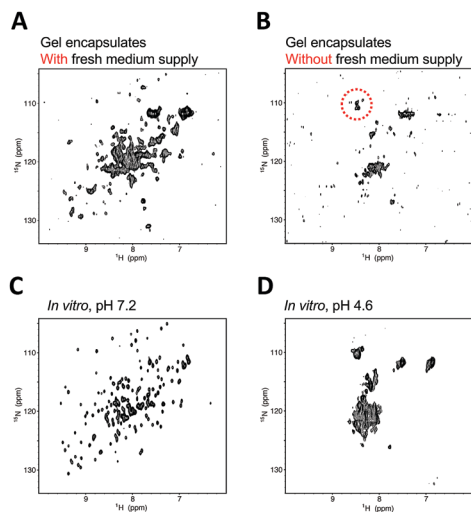 A
Gel encapsulates
With fresh medium supply
110
120
130
15N (ppm)
9 8 7
1H (ppm)
B
Gel encapsulates
Without fresh medium supply
110
120
130
15N (ppm)
9 8 7
1H (ppm)
C
In vitro, pH 7.2
110
120
130
15N (ppm)
9 8 7
1H (ppm)
D
In vitro, pH 4.6
110
120
130
15N (ppm)
9 8 7
1H (ppm)